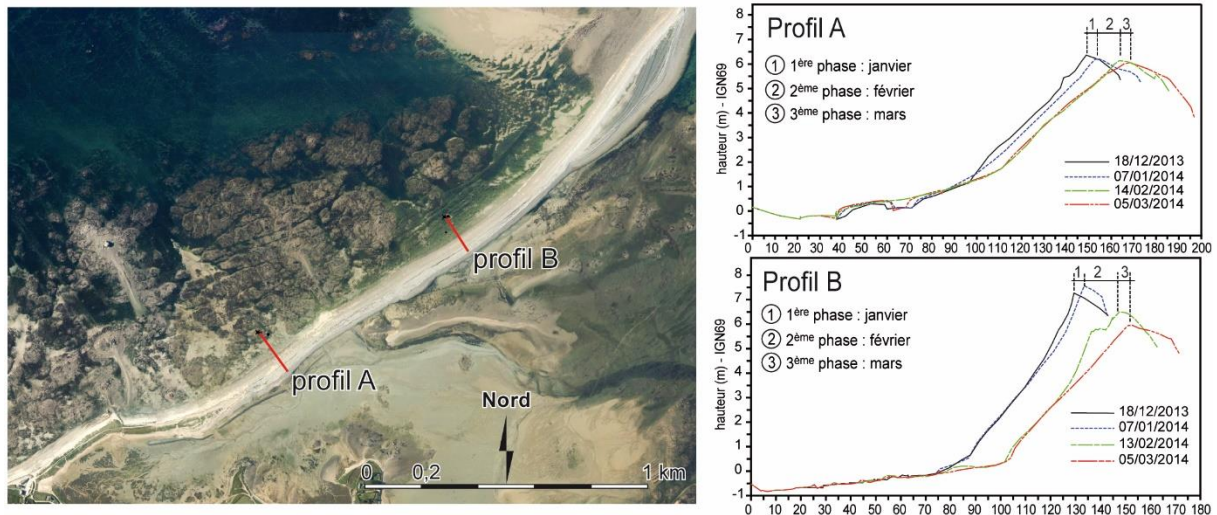 profil B
profil A
Nord
0 0,2 1 km
Profil A
① 1ère phase : janvier
② 2ème phase : février
③ 3ème phase : mars
1 2 3
hauteur (m) - IGN69
8
7
6
5
4
3
2
1
0
-1
18/12/2013
07/01/2014
14/02/2014
05/03/2014
0 10 20 30 40 50 60 70 80 90 100 110 120 130 140 150 160 170 180 190 200
Profil B
① 1ère phase : janvier
② 2ème phase : février
③ 3ème phase : mars
1 2 3
hauteur (m) - IGN69
8
7
6
5
4
3
2
1
0
-1
18/12/2013
07/01/2014
13/02/2014
05/03/2014
0 10 20 30 40 50 60 70 80 90 100 110 120 130 140 150 160 170 180